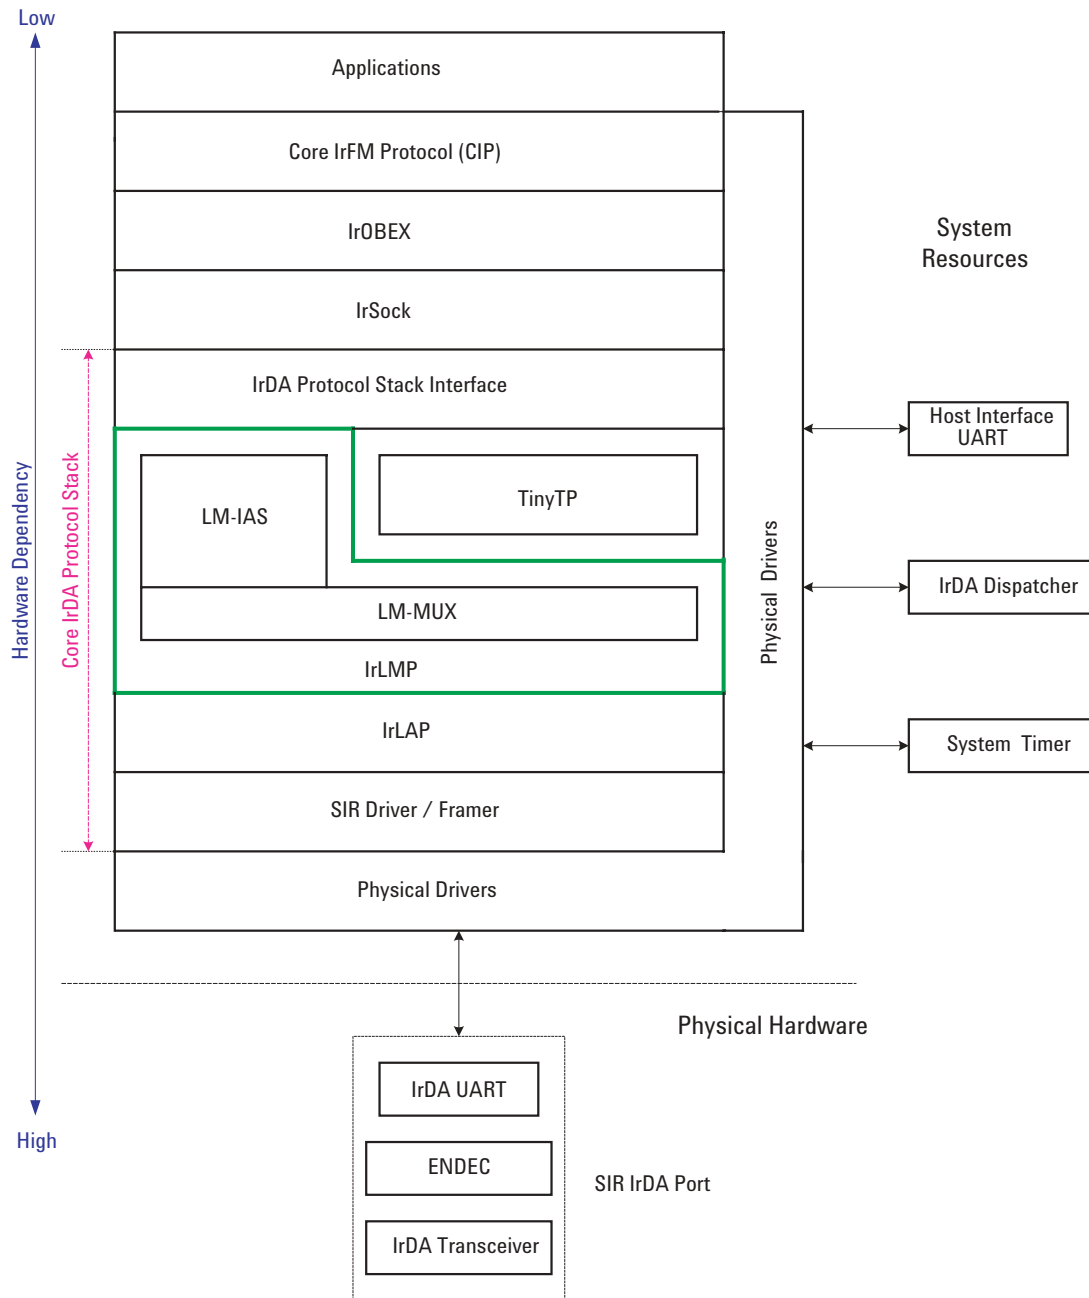 Low
Applications
Core IrFM Protocol (CIP)
IrOBEX
System
Resources
IrSock
IrDA Protocol Stack Interface
Host Interface
UART
Hardware Dependency
Core IrDA Protocol Stack
LM-IAS
TinyTP
Physical Drivers
IrDA Dispatcher
LM-MUX
IrLMP
IrLAP
System Timer
SIR Driver / Framer
Physical Drivers
Physical Hardware
IrDA UART
High
ENDEC
SIR IrDA Port
IrDA Transceiver